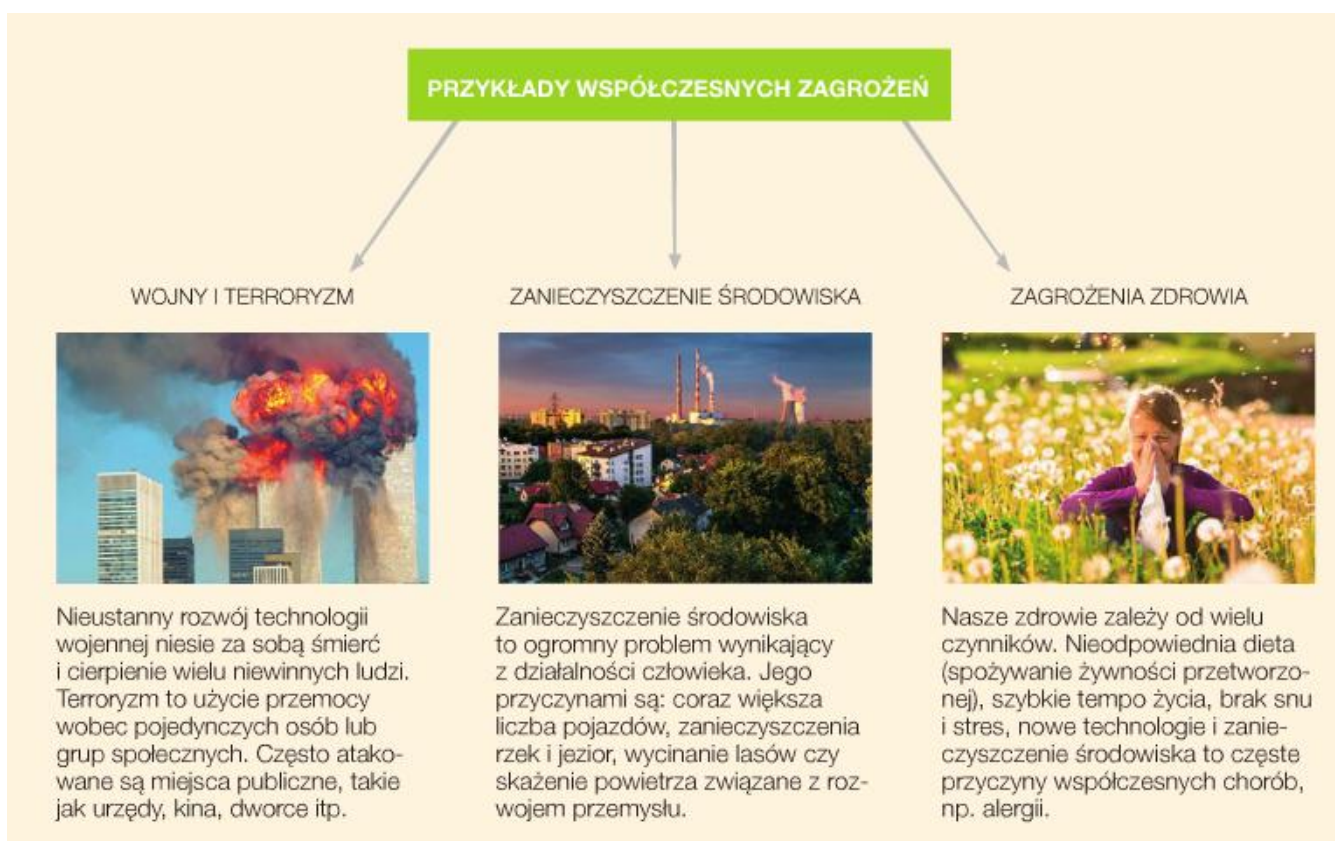 PRZYKŁADY WSPÓŁCZESNYCH ZAGROŻEŃ
WOJNY I TERRORYZM
Nieustanny rozwój technologii
wojennej niesie za sobą śmierć
i cierpienie wielu niewinnych ludzi.
Terroryzm to użycie przemocy
wobec pojedynczych osób lub
grup społecznych. Często atako-
wane są miejsca publiczne, takie
jak urzędy, kina, dworce itp.
ZANIECZYSZCZENIE ŚRODOWISKA
Zanieczyszczenie środowiska
to ogromny problem wynikający
z działalności człowieka. Jego
przyczynami są: coraz większa
liczba pojazdów, zanieczyszczenia
rzek i jezior, wycinanie lasów czy
skażenie powietrza związane z roz-
wojem przemysłu.
ZAGROŻENIA ZDROWIA
Nasze zdrowie zależy od wielu
czynników. Nieodpowiednia dieta
(spożywanie żywności przetworzo-
nej), szybkie tempo życia, brak snu
i stres, nowe technologie i zanie-
czyszczenie środowiska to częste
przyczyny współczesnych chorób,
np. alergii.